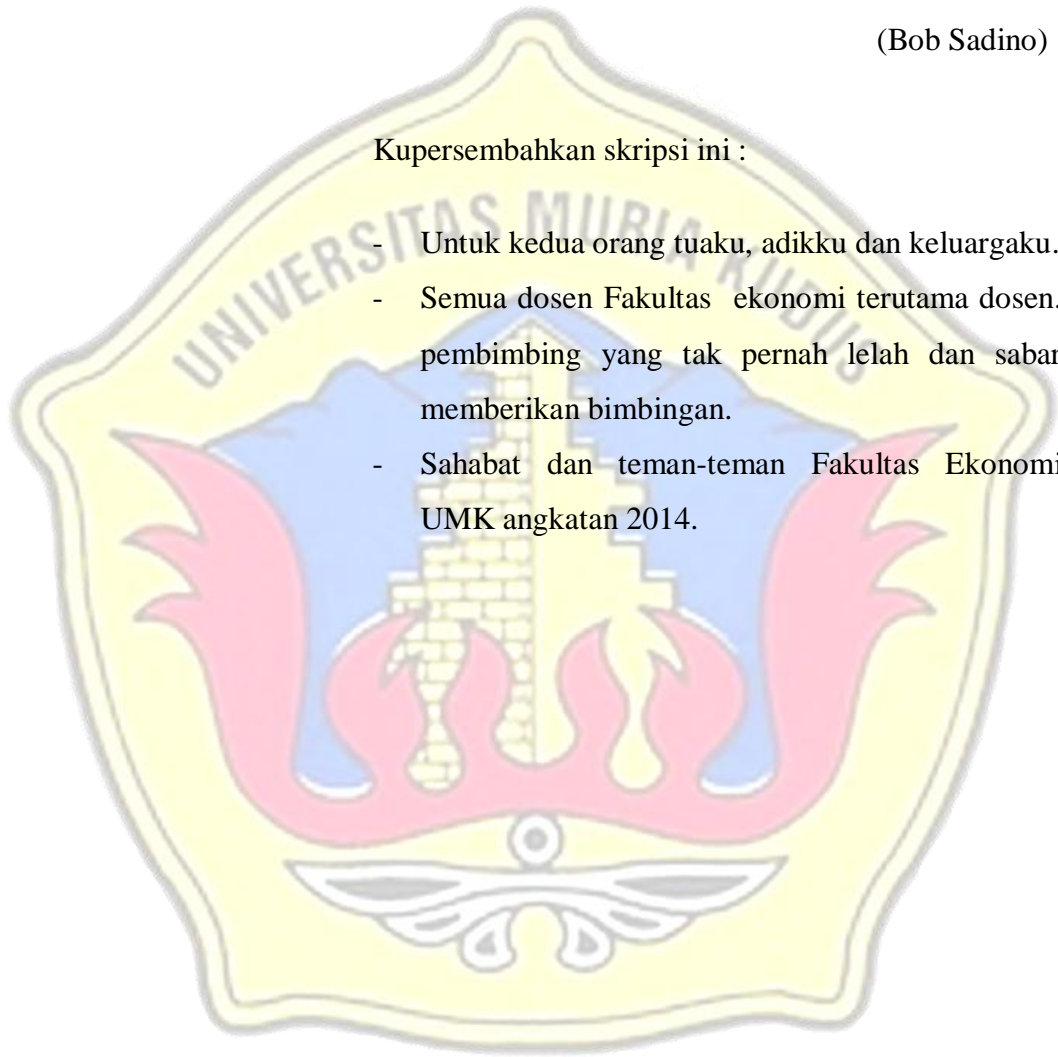 (Bob Sadino)
Kupersembahkan skripsi ini :
UNIVERSITAS MURIA KUDUS
- Untuk kedua orang tuaku, adikku dan keluargaku.
- Semua dosen Fakultas ekonomi terutama dosen.
pembimbing yang tak pernah lelah dan sabar
memberikan bimbingan.
- Sahabat dan teman-teman Fakultas Ekonomi
UMK angkatan 2014.